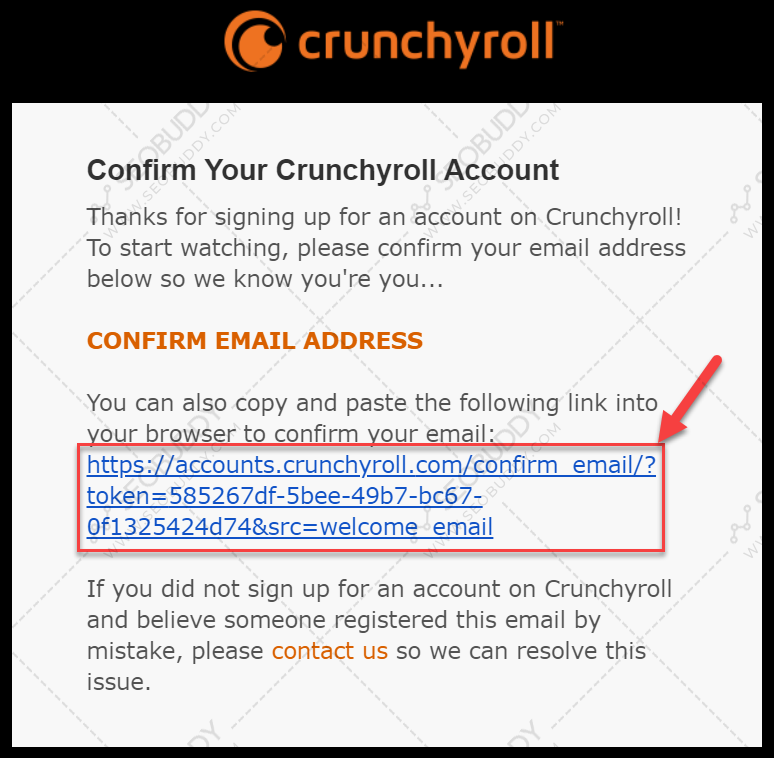 crunchyroll™
Confirm Your Crunchyroll Account
Thanks for signing up for an account on Crunchyroll!
To start watching, please confirm your email address
below so we know you're you...
CONFIRM EMAIL ADDRESS
You can also copy and paste the following link into
your browser to confirm your email:
https://accounts.crunchyroll.com/confirm_email/?
token=585267df-5bee-49b7-bc67-
0f1325424d74&src=welcome_email
If you did not sign up for an account on Crunchyroll
and believe someone registered this email by
mistake, please contact us so we can resolve this
issue.
SEOBUDDY
WWW.SEOBUDDY.COM